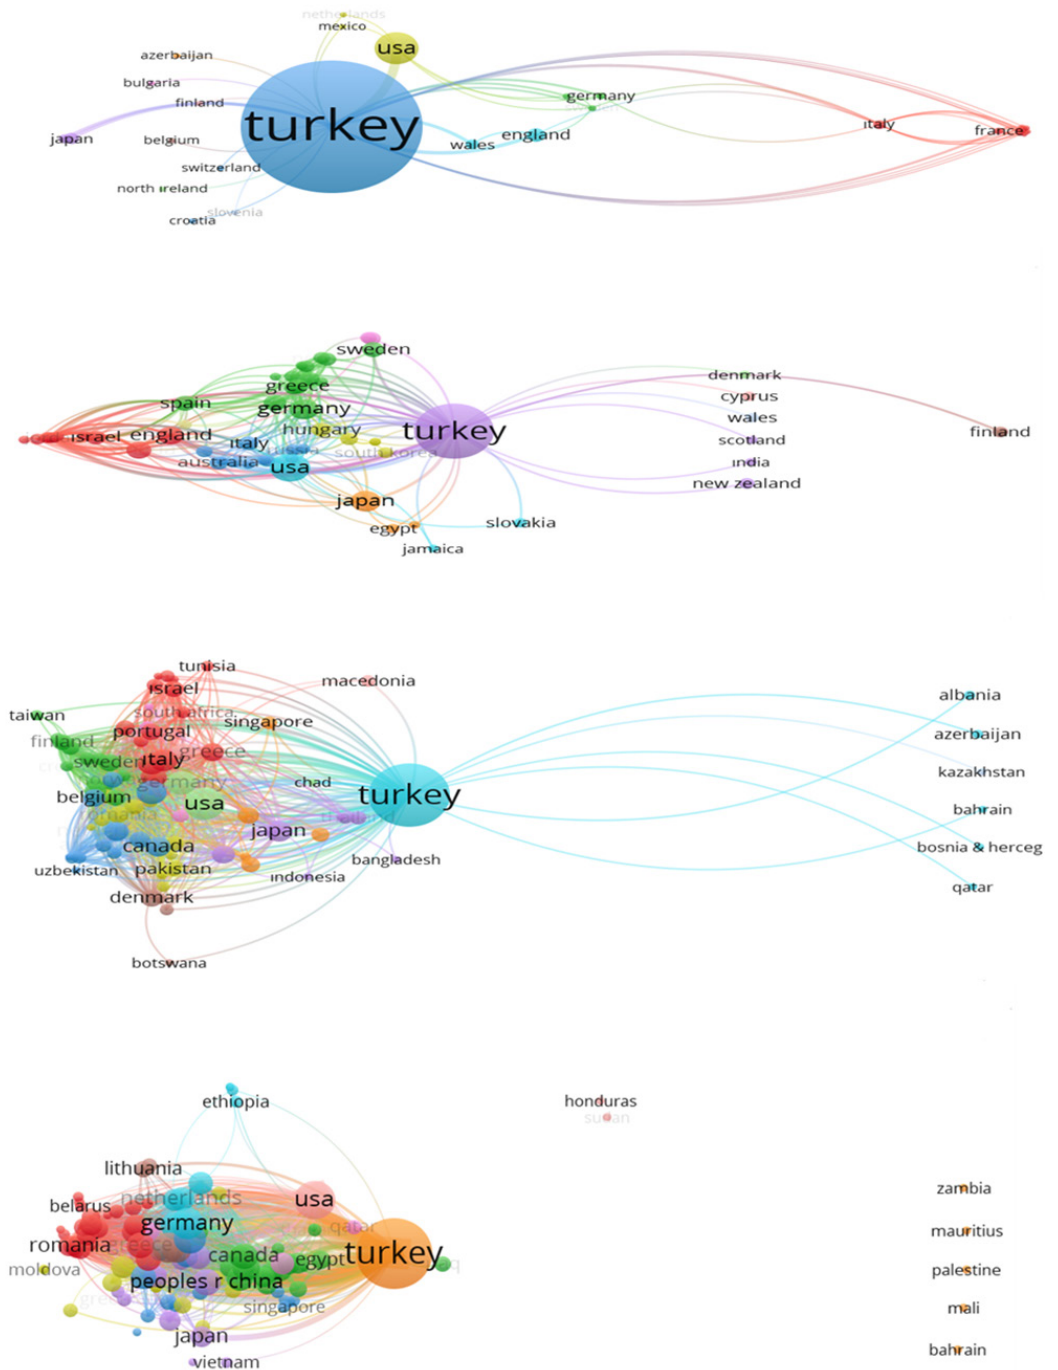 netherlands
mexico
usa
azerbaijan
bulgaria
finland
turkey
germany
japan
belgium
wales
england
italy
france
switzerland
north ireland
slovenia
croatia
sweden
denmark
greece
cyprus
spain
germany
wales
israel
england
italy
hungary
turkey
finland
russia
scotland
australia
usa
south korea
india
japan
new zealand
egypt
slovakia
jamaica
tunisia
israel
macedonia
albania
taiwan
south africa
portugal
singapore
azerbaijan
finland
sweden
italy
greece
kazakhstan
germany
chad
belgium
usa
turkey
bahrain
romania
thailand
japan
canada
bosnia & herceg
uzbekistan
pakistan
bangladesh
indonesia
qatar
denmark
botswana
ethiopia
honduras
sudan
lithuania
netherlands
usa
zambia
belarus
germany
qatar
mauritius
romania
greece
canada
egypt
turkey
moldova
peoples r china
palestine
singapore
mali
japan
vietnam
bahrain